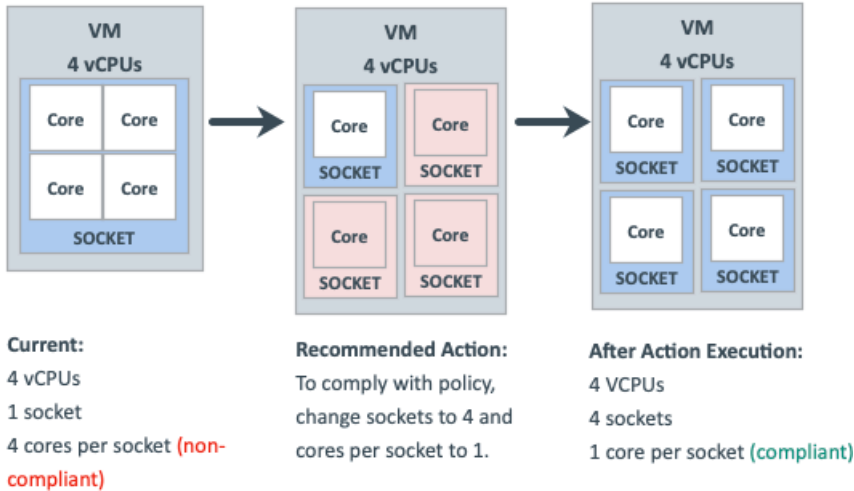 VM
4 vCPUs
Core Core
Core Core
SOCKET
VM
4 vCPUs
Core Core
SOCKET SOCKET
Core Core
SOCKET SOCKET
VM
4 vCPUs
Core Core
SOCKET SOCKET
Core Core
SOCKET SOCKET
Current:
4 vCPUs
1 socket
4 cores per socket (non-
compliant)
Recommended Action:
To comply with policy,
change sockets to 4 and
cores per socket to 1.
After Action Execution:
4 VCPUs
4 sockets
1 core per socket (compliant)